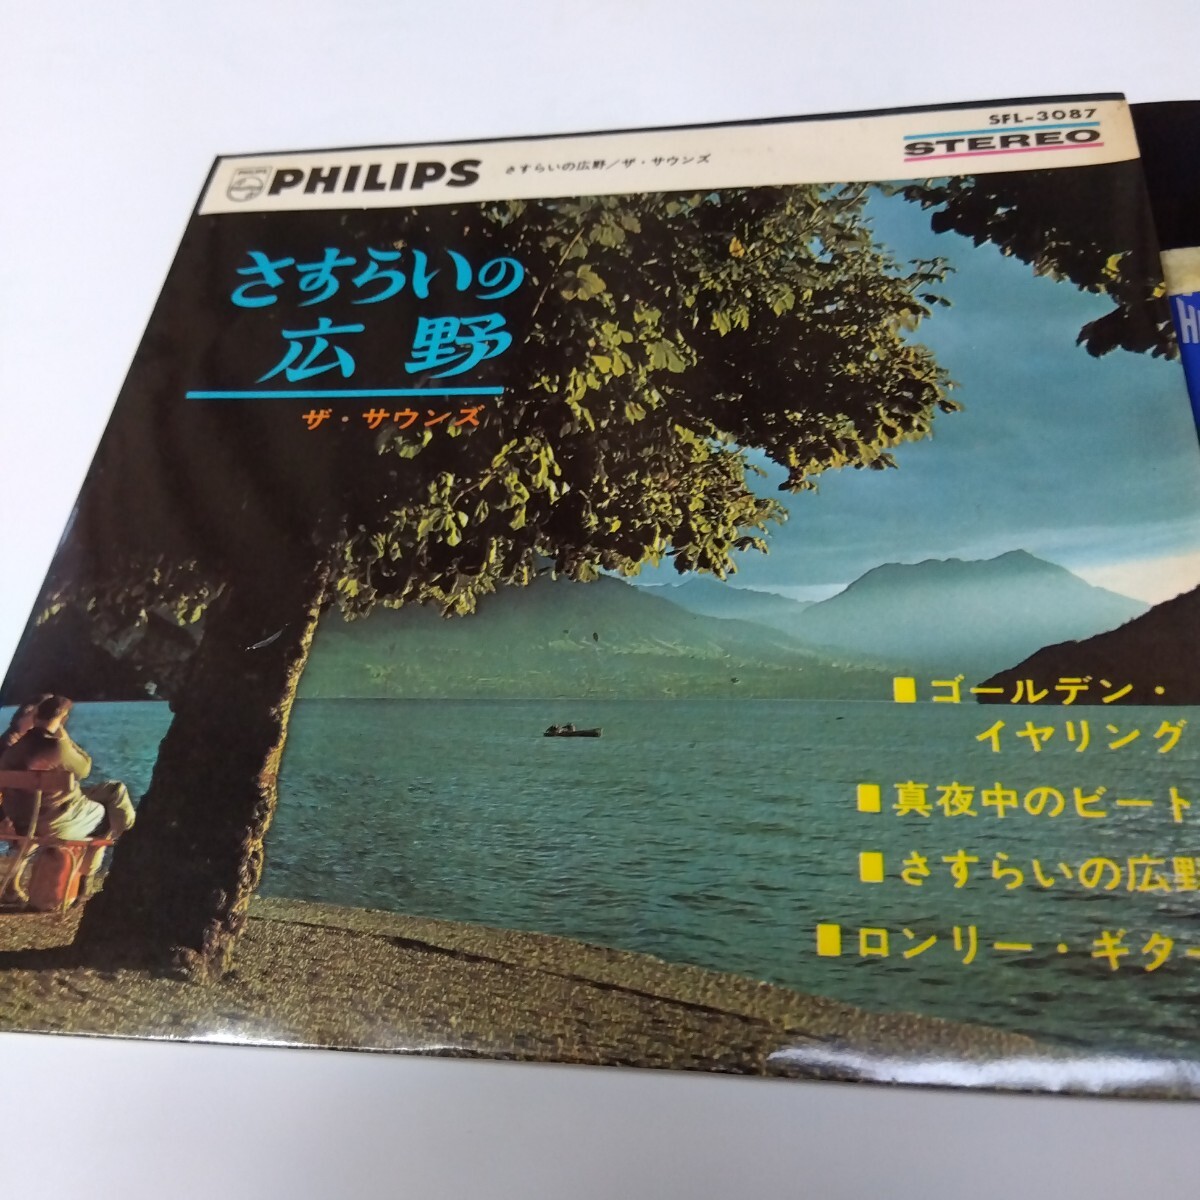 SFL-3087
PHILIPS
さすらいの広野/ザ・サウンズ
STEREO
さすらいの
広野
ザ・サウンズ
■ゴールデン・
イヤリング
■真夜中のビート
■さすらいの広野
■ロンリー・ギター